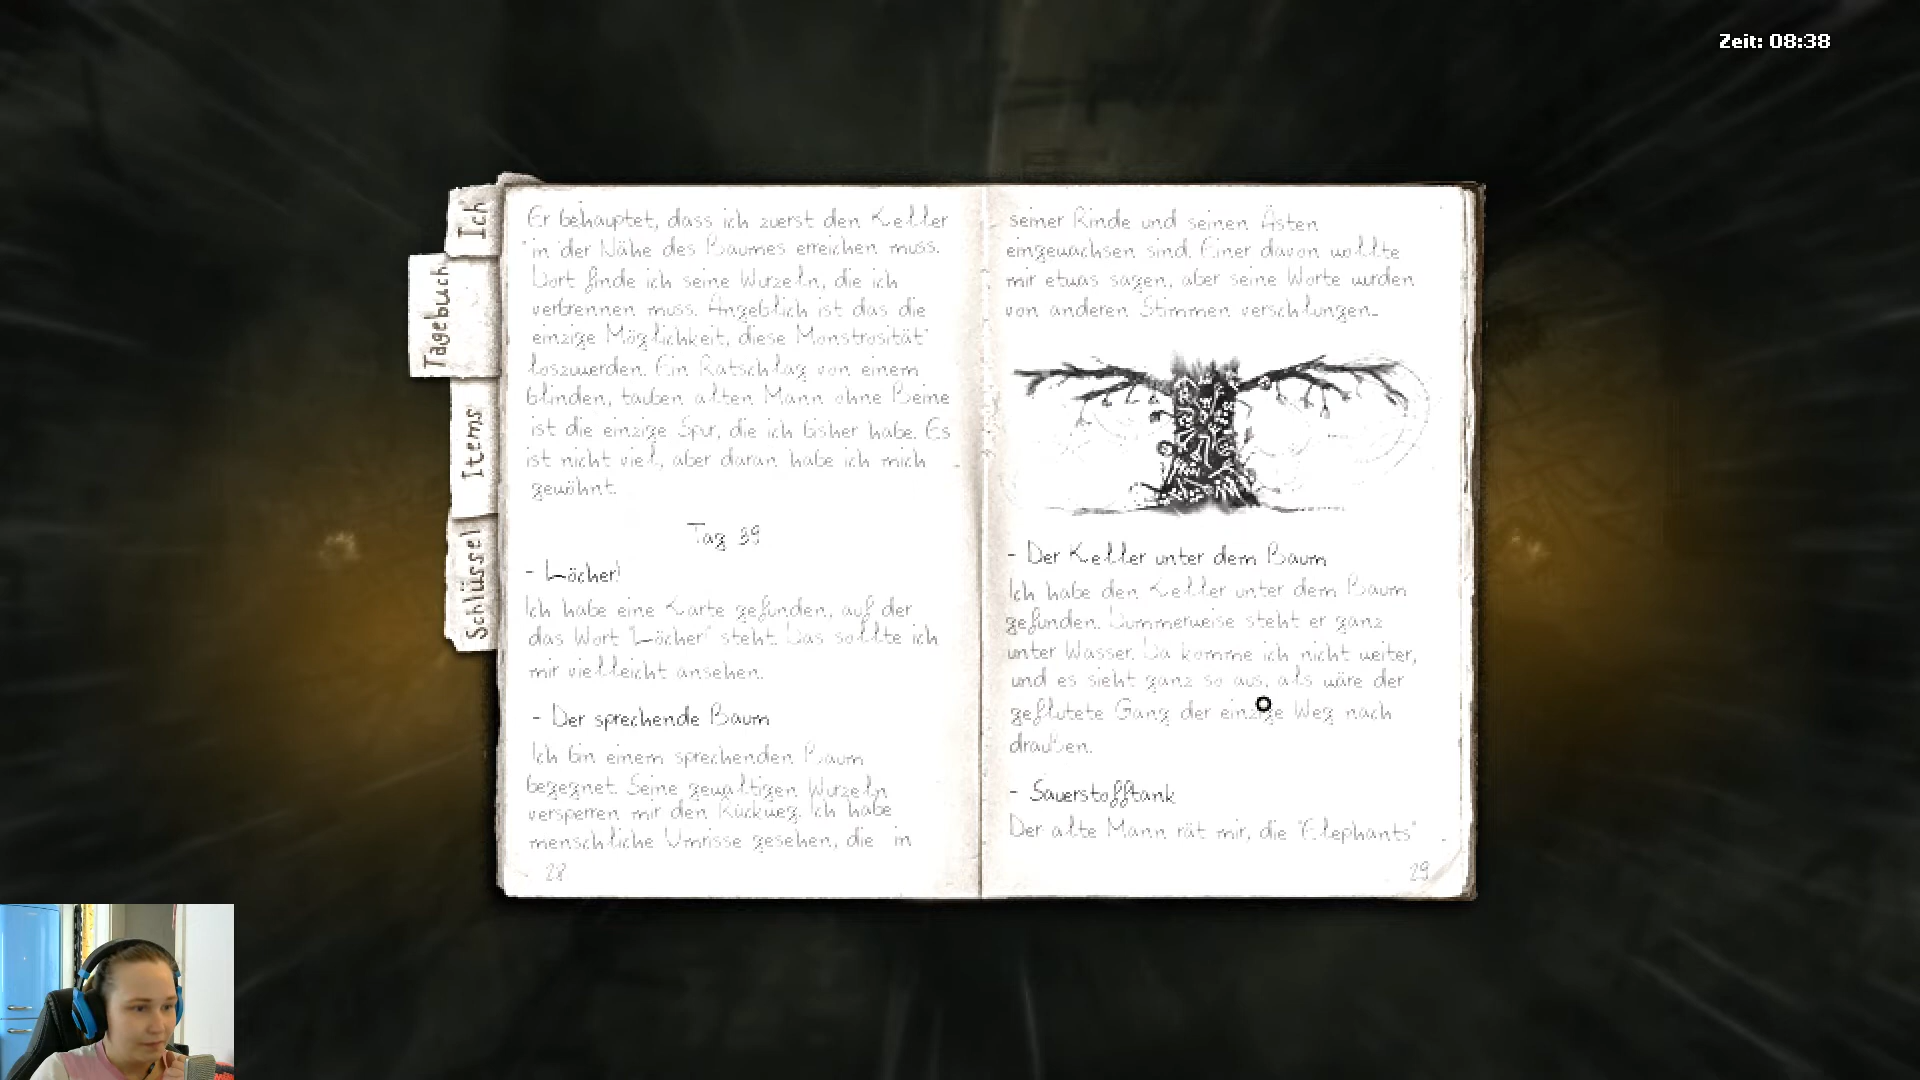 Zeit: 08:38
Ich
Tagebuch
Items
Schlüssel
Er behauptet, dass ich zuerst den Keller
in der Nähe des Baumes erreichen muss.
Dort finde ich seine Wurzeln, die ich
verbrennen muss. Angeblich ist das die
einzige Möglichkeit, diese Monstrosität
loszuwerden. Ein Ratschlag von einem
blinden, tauben alten Mann ohne Beine
ist die einzige Spur, die ich bisher habe. Es
ist nicht viel, aber daran habe ich mich
gewöhnt.
Tag 39
- Löcher!
Ich habe eine Karte gefunden, auf der
das Wort "Löcher" steht. Das sollte ich
mir vielleicht ansehen.
- Der sprechende Baum
Ich bin einem sprechenden Baum
begegnet. Seine gewaltigen Wurzeln
versperren mir den Rückweg. Ich habe
menschliche Umrisse gesehen, die in
28
seiner Rinde und seinen Ästen
eingewachsen sind. Einer davon wollte
mir etwas sagen, aber seine Worte wurden
von anderen Stimmen verschlungen.
- Der Keller unter dem Baum
Ich habe den Keller unter dem Baum
gefunden. Dummerweise steht er ganz
unter Wasser. Da komme ich nicht weiter,
und es sieht ganz so aus, als wäre der
geflutete Gang der einzige Weg nach
draußen.
- Sauerstofftank
Der alte Mann rät mir, die "Elephants"
29